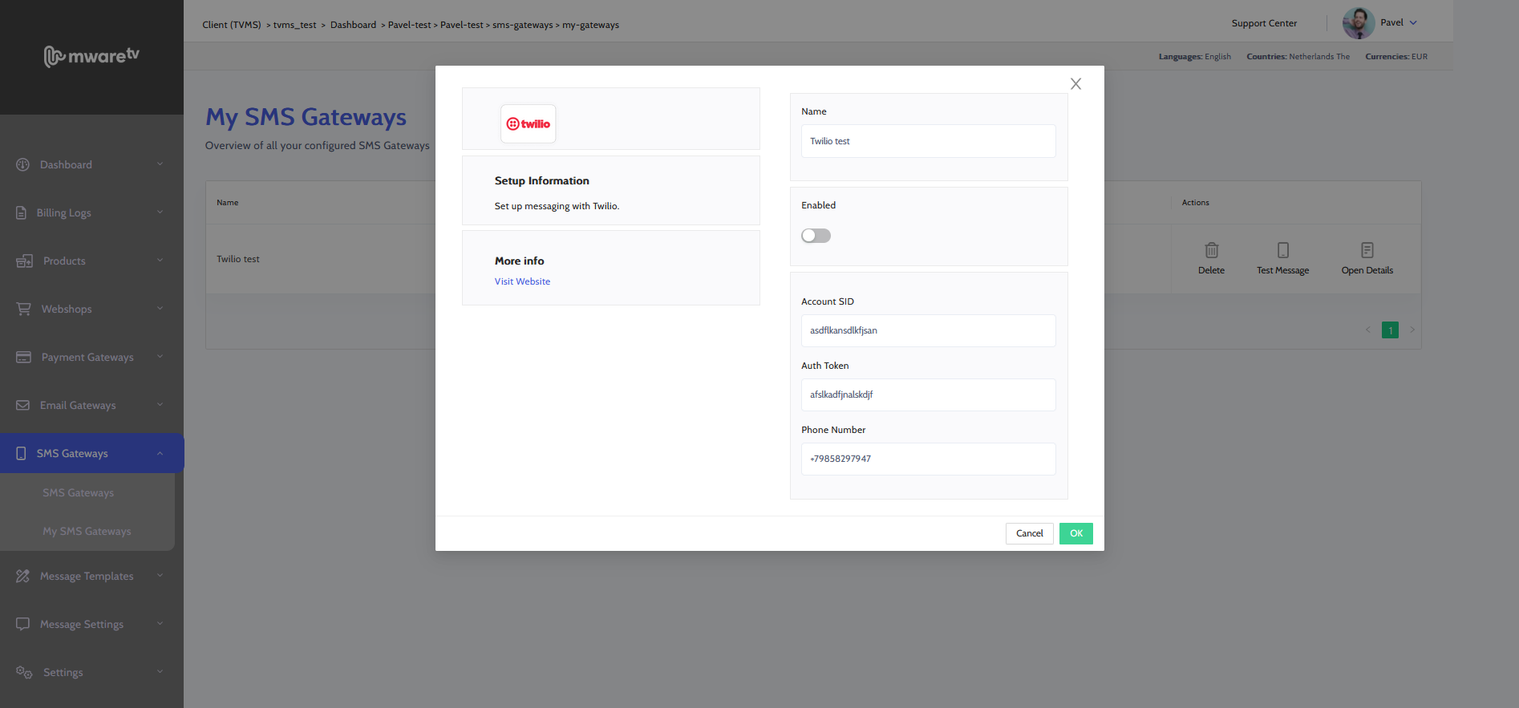 Client (TVMS) > tvms_test > Dashboard > Pavel-test > Pavel-test > sms-gateways > my-gateways
Support Center
Pavel
mwaretv
Languages: English Countries: Netherlands The Currencies: EUR
My SMS Gateways
Overview of all your configured SMS Gateways
Name
Actions
Twilio test
Delete
Test Message
Open Details
1
Dashboard
Billing Logs
Products
Webshops
Payment Gateways
Email Gateways
SMS Gateways
SMS Gateways
My SMS Gateways
Message Templates
Message Settings
Settings
twilio
Setup Information
Set up messaging with Twilio.
More info
Visit Website
Name
Twilio test
Enabled
Account SID
asdflkansdlkfjsan
Auth Token
afslkadfjnalskdjf
Phone Number
+79858297947
Cancel
OK